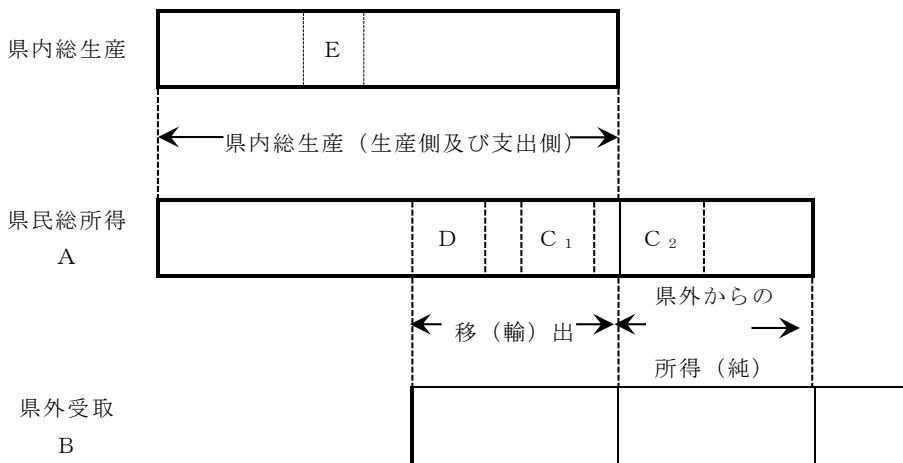 県内総生産
E
県内総生産（生産側及び支出側）
県民総所得
A
D
C₁
C₂
移（輸）出
県外からの
所得（純）
県外受取
B